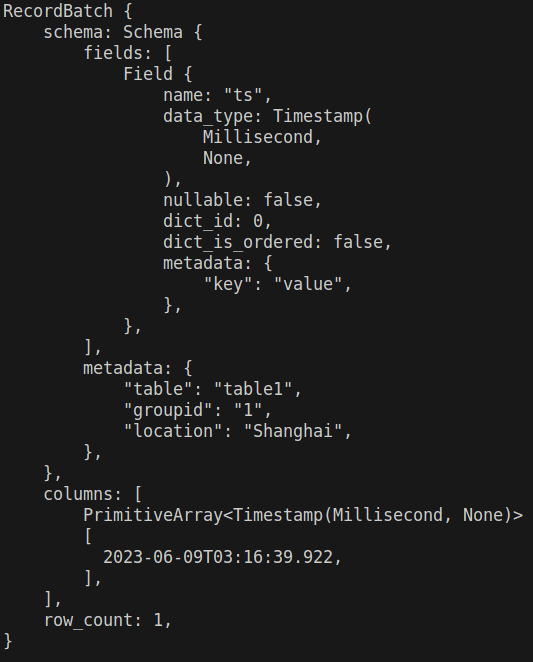 RecordBatch {
    schema: Schema {
        fields: [
            Field {
                name: "ts",
                data_type: Timestamp(
                    Millisecond,
                    None,
                ),
                nullable: false,
                dict_id: 0,
                dict_is_ordered: false,
                metadata: {
                    "key": "value",
                },
            },
        ],
        metadata: {
            "table": "table1",
            "groupid": "1",
            "location": "Shanghai",
        },
    },
    columns: [
        PrimitiveArray<Timestamp(Millisecond, None)>
        [
          2023-06-09T03:16:39.922,
        ],
    ],
    row_count: 1,
}